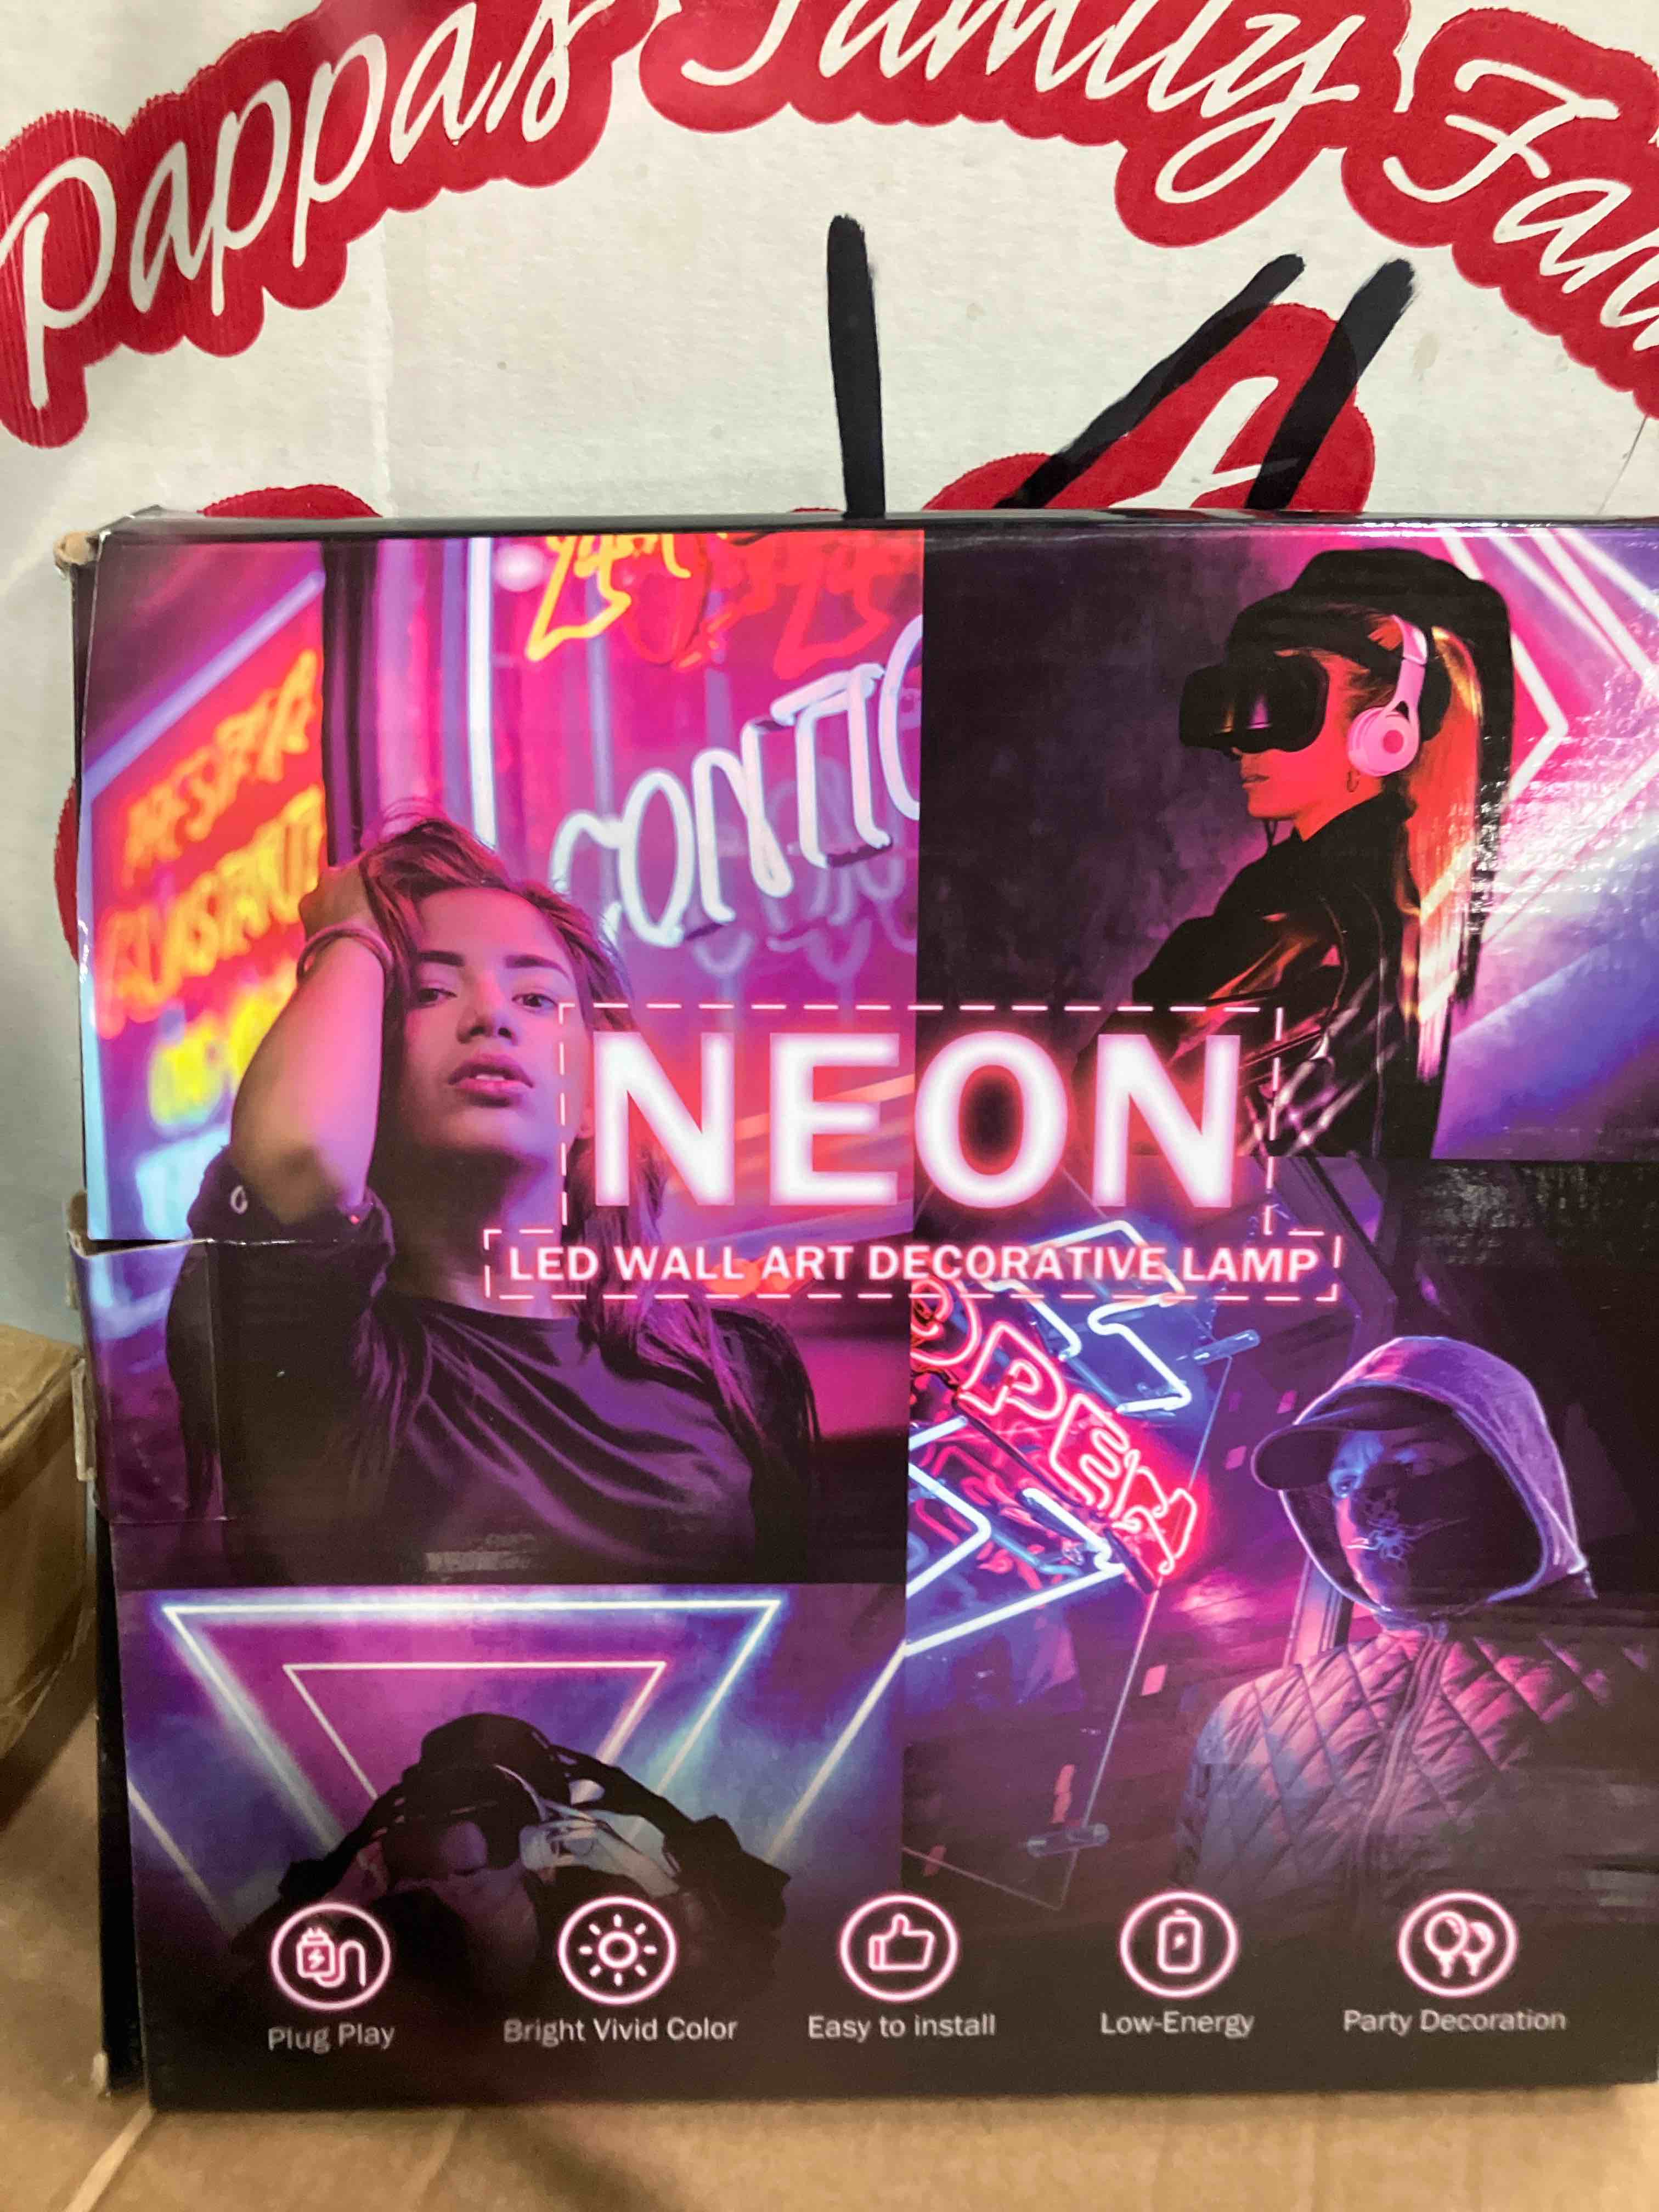 Pappas Family Fa
NEON
LED WALL ART DECORATIVE LAMP
OPEN
Plug Play
Bright Vivid Color
Easy to install
Low-Energy
Party Decoration